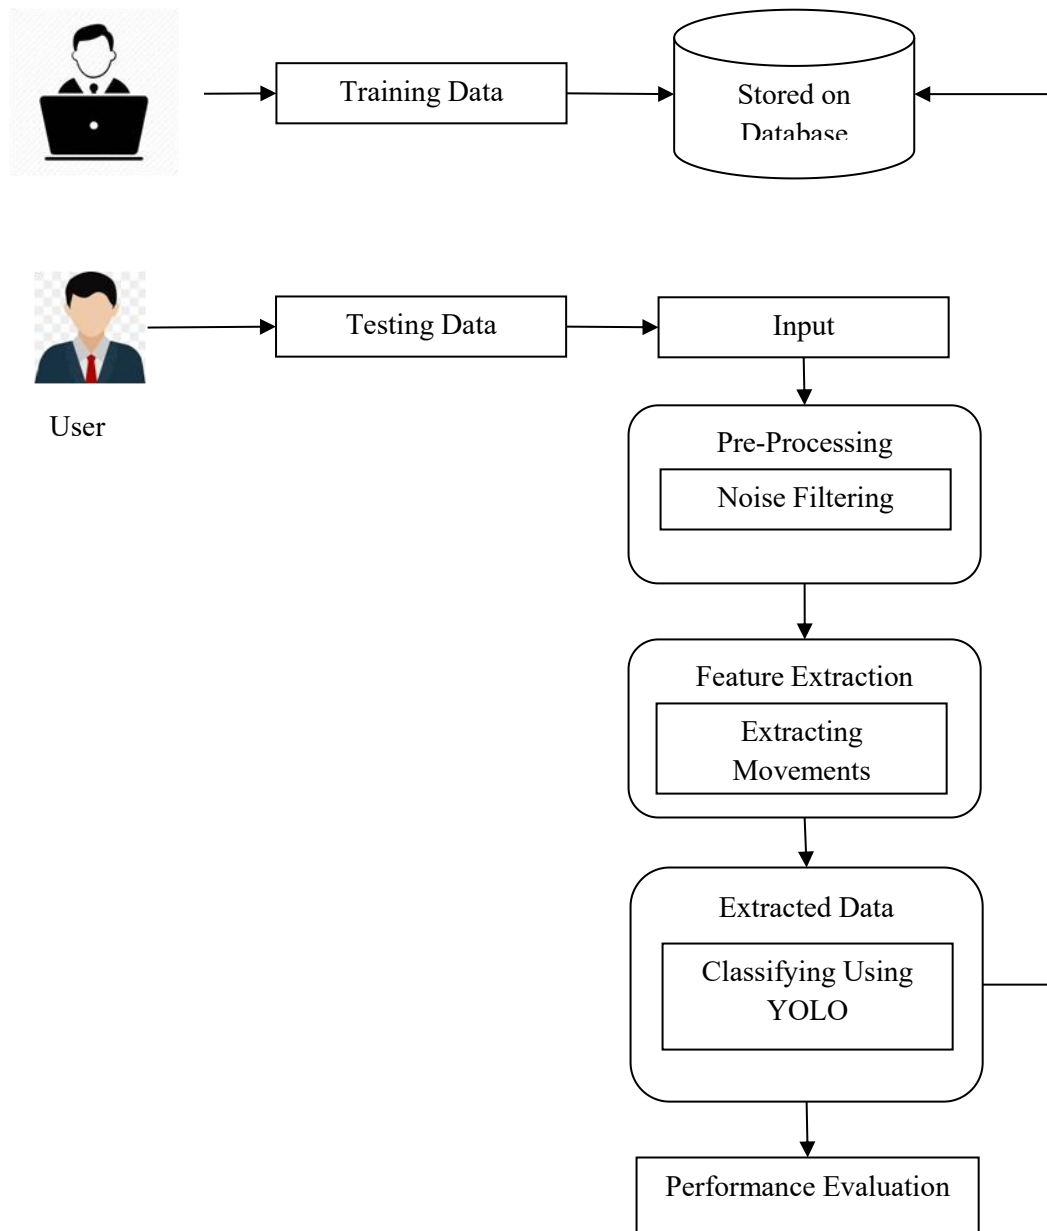 Training Data
Stored on
Database
Testing Data
Input
User
Pre-Processing
Noise Filtering
Feature Extraction
Extracting
Movements
Extracted Data
Classifying Using
YOLO
Performance Evaluation